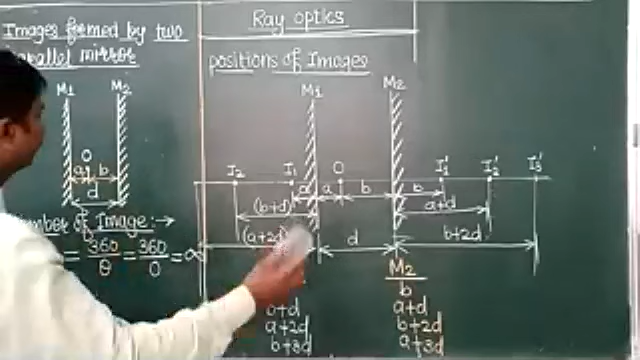 Ray optics
Images formed by two
parallel mirror
M1 M2
O
a b
d
Number of Image:→
= 360/θ = 360/0 = ∝
positions of Images
M1 M2
I2 I1 O I1' I2' I3'
a a b b
(b+d) a+d
(a+2d) d b+2d
M2
b
b+d a+d
a+2d b+2d
b+3d a+3d